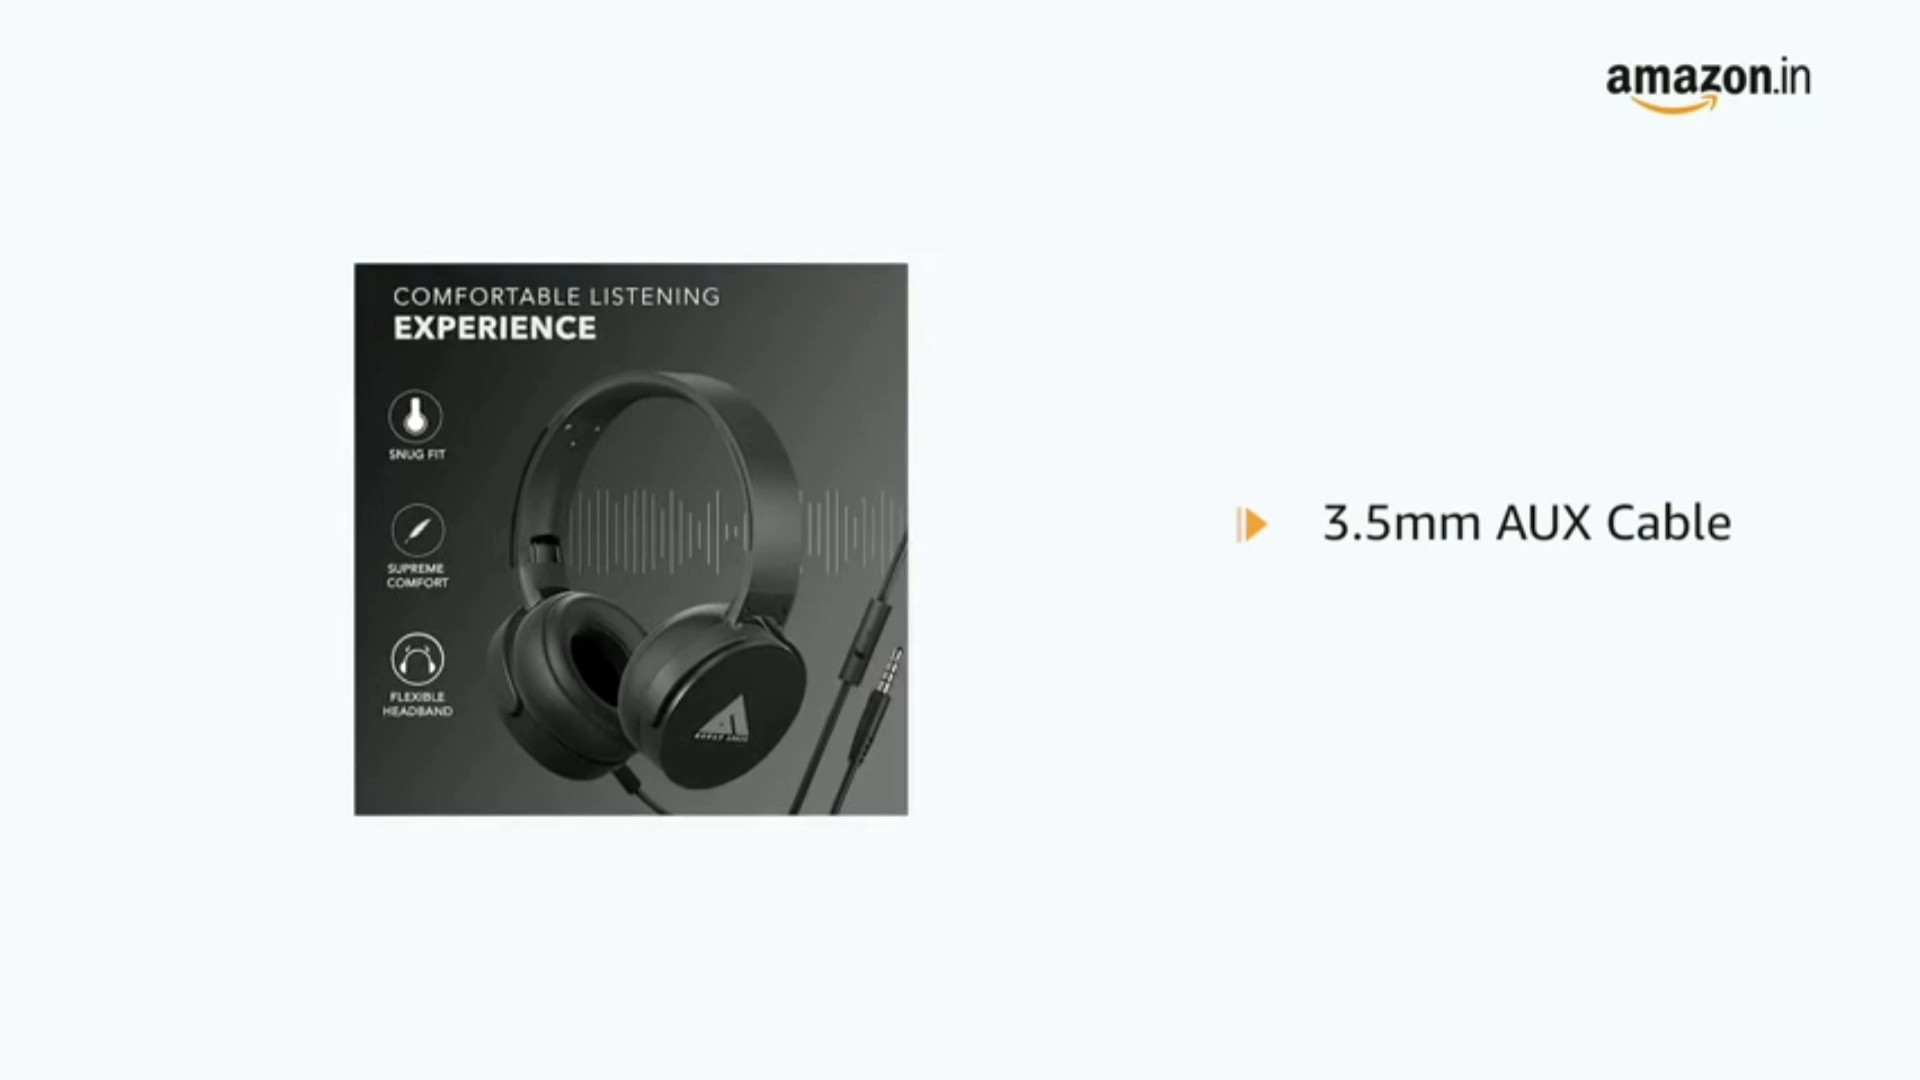 amazon.in
COMFORTABLE LISTENING
EXPERIENCE
SNUG FIT
SUPREME
COMFORT
FLEXIBLE
HEADBAND
3.5mm AUX Cable